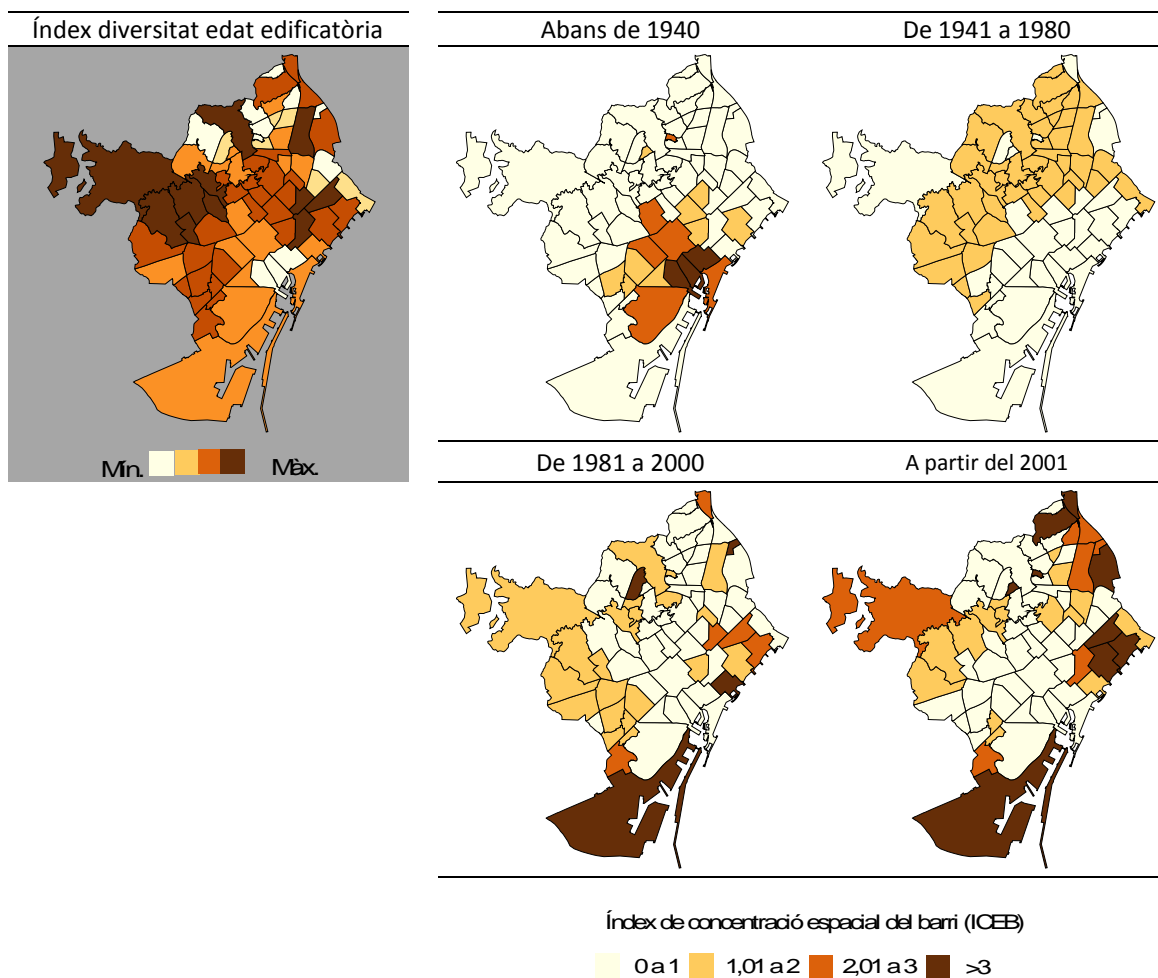 Índex diversitat edat edificatòria
Abans de 1940
De 1941 a 1980
Mín.
Màx.
De 1981 a 2000
A partir del 2001
Índex de concentració espacial del barri (ICEB)
0 a 1
1,01 a 2
2,01 a 3
>3